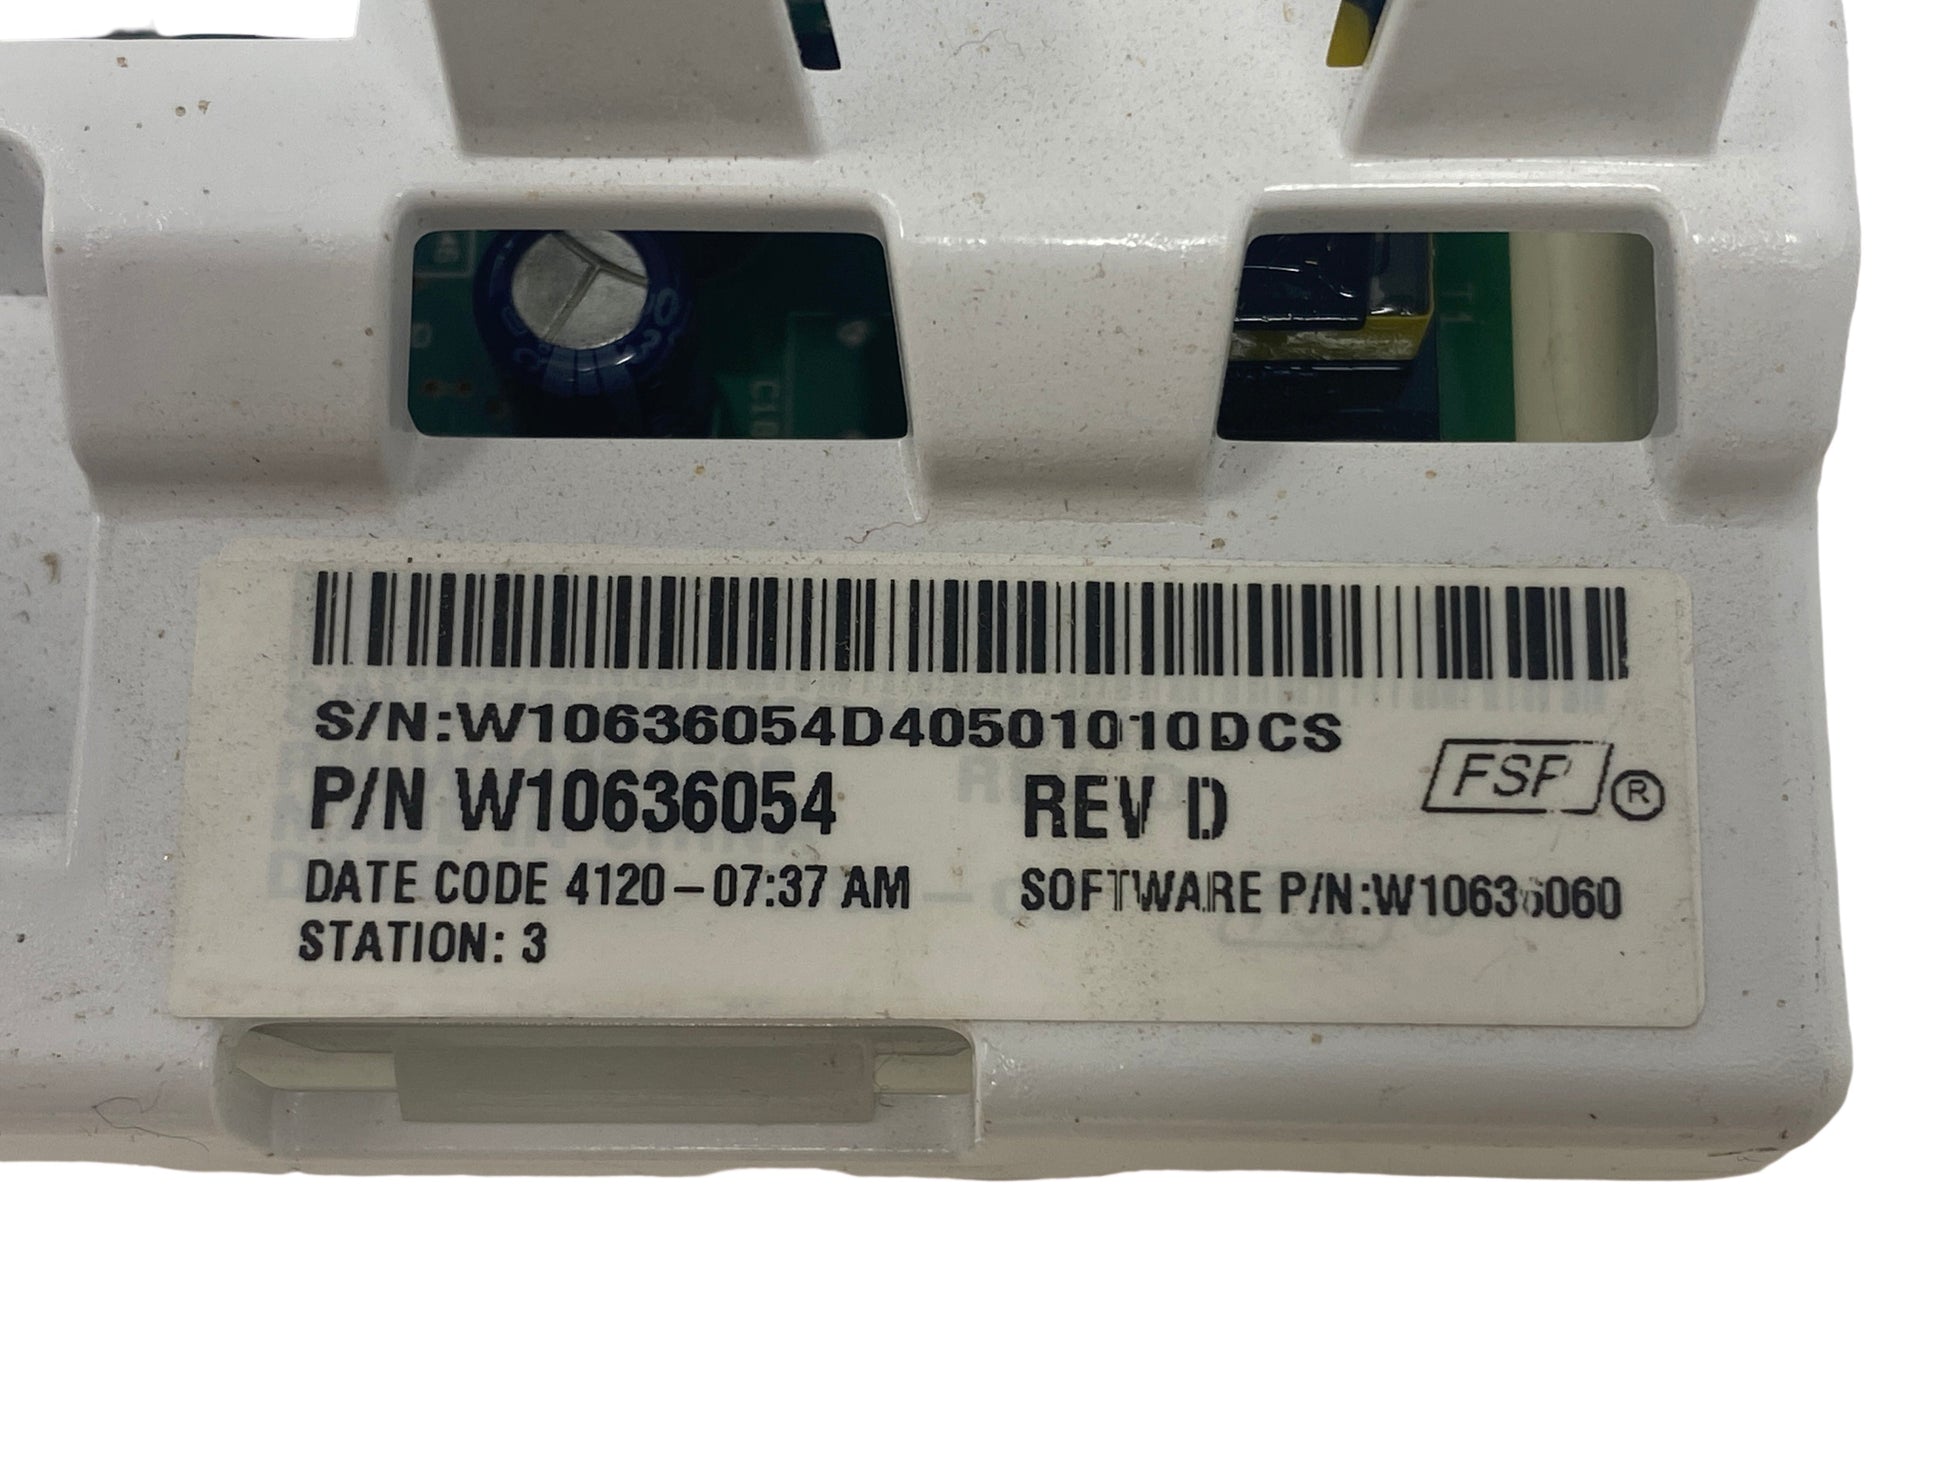 S/N:W10636054D40501010DCS
P/N W10636054 REV D
FSP ®
DATE CODE 4120-07:37 AM SOFTWARE P/N:W10636060
STATION: 3